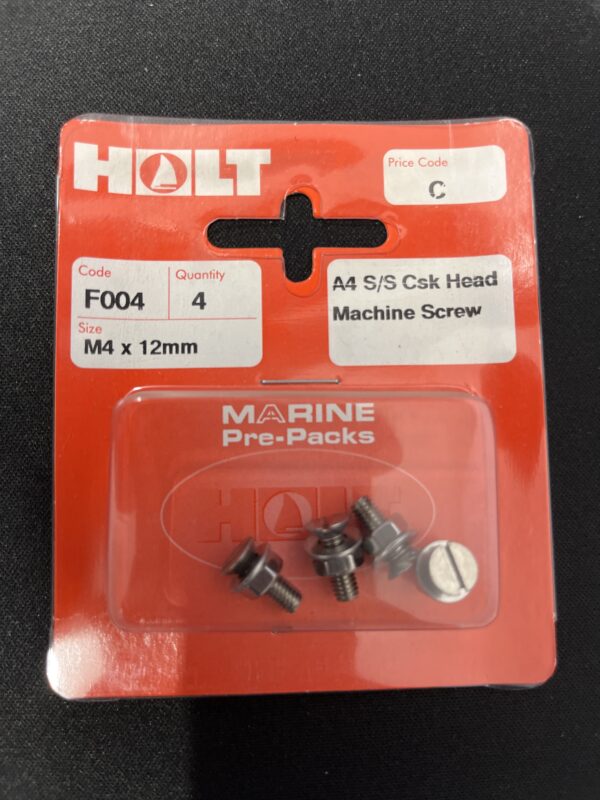 HOLT
Price Code
C
Code
F004
Quantity
4
Size
M4 x 12mm
A4 S/S Csk Head
Machine Screw
MARINE
Pre-Packs
HOLT